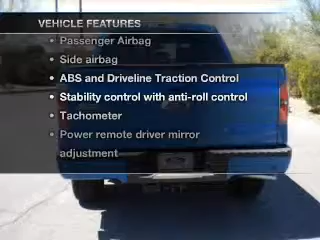 VEHICLE FEATURES
• Passenger Airbag
• Side airbag
• ABS and Driveline Traction Control
• Stability control with anti-roll control
• Tachometer
• Power remote driver mirror
adjustment